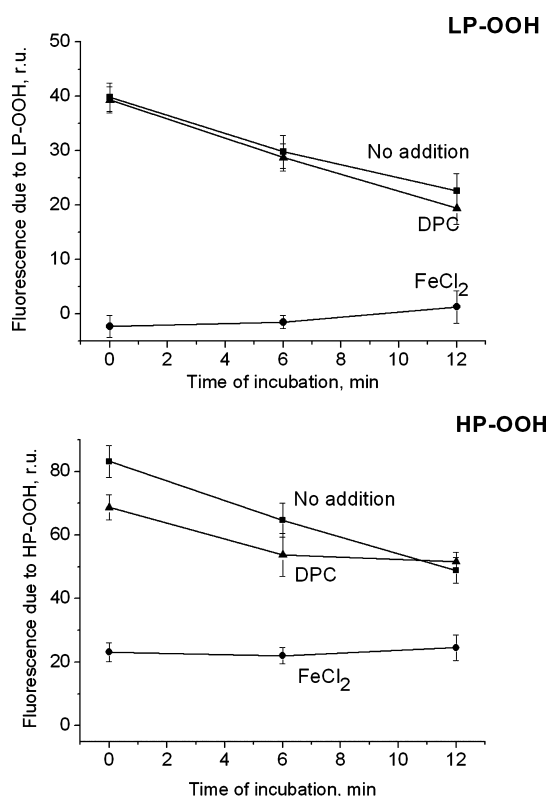 LP-OOH
Fluorescence due to LP-OOH, r.u.
50
40
30
20
10
0
No addition
DPC
FeCl2
0 2 4 6 8 10 12
Time of incubation, min
HP-OOH
Fluorescence due to HP-OOH, r.u.
80
60
40
20
0
No addition
DPC
FeCl2
0 2 4 6 8 10 12
Time of incubation, min